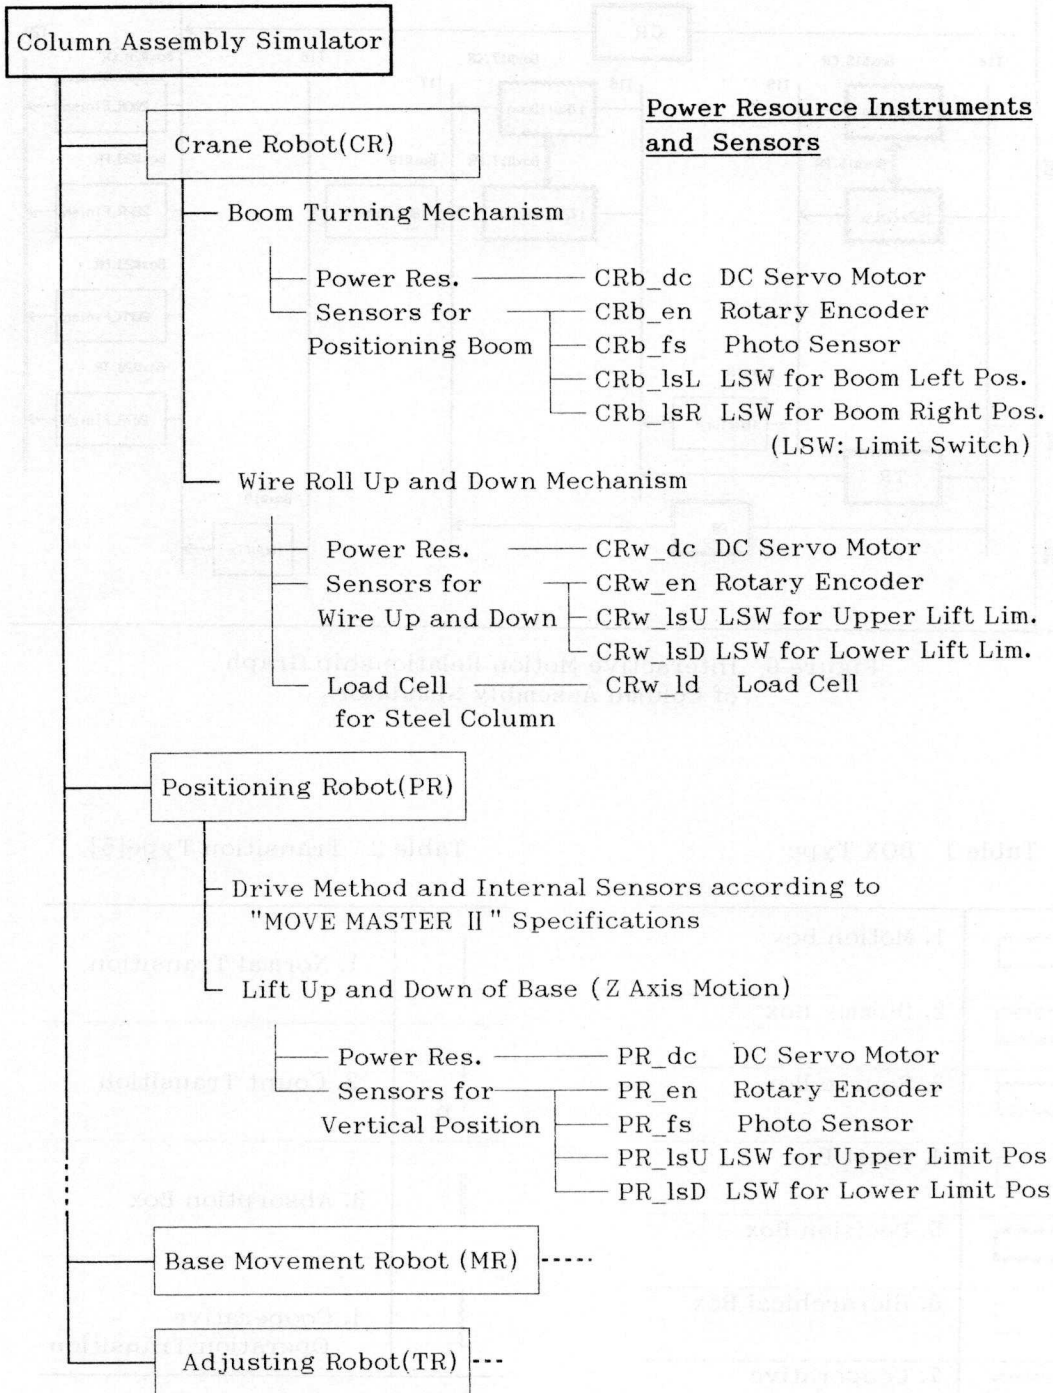 Column Assembly Simulator
Power Resource Instruments
and Sensors
Crane Robot(CR)
Boom Turning Mechanism
Power Res. CRb_dc DC Servo Motor
Sensors for CRb_en Rotary Encoder
Positioning Boom CRb_fs Photo Sensor
CRb_lsL LSW for Boom Left Pos.
CRb_lsR LSW for Boom Right Pos.
(LSW: Limit Switch)
Wire Roll Up and Down Mechanism
Power Res. CRw_dc DC Servo Motor
Sensors for CRw_en Rotary Encoder
Wire Up and Down CRw_lsU LSW for Upper Lift Lim.
CRw_lsD LSW for Lower Lift Lim.
Load Cell CRw_ld Load Cell
for Steel Column
Positioning Robot(PR)
Drive Method and Internal Sensors according to
"MOVE MASTER II" Specifications
Lift Up and Down of Base (Z Axis Motion)
Power Res. PR_dc DC Servo Motor
Sensors for PR_en Rotary Encoder
Vertical Position PR_fs Photo Sensor
PR_lsU LSW for Upper Limit Pos
PR_lsD LSW for Lower Limit Pos
Base Movement Robot (MR)
Adjusting Robot(TR)